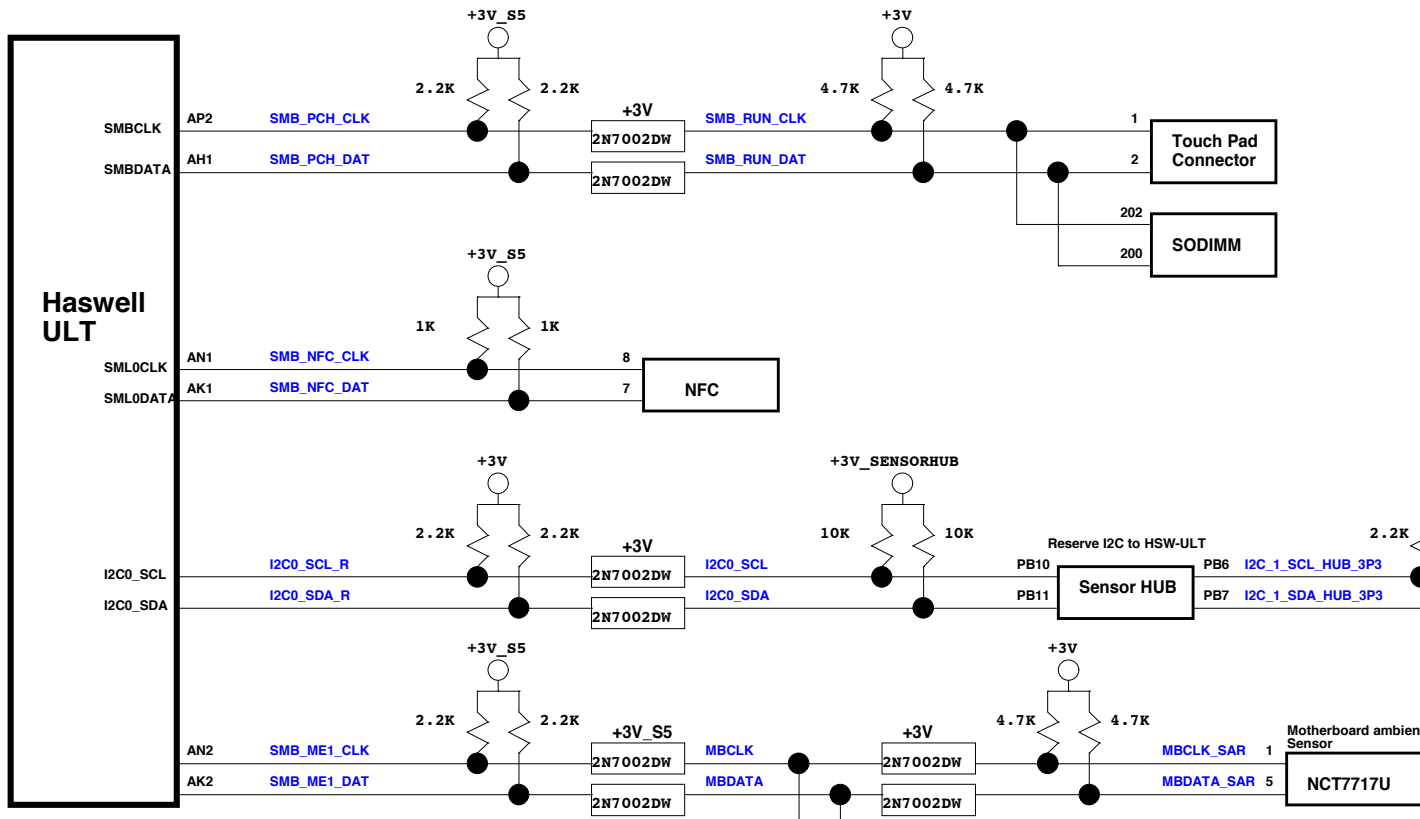 +3V_S5
+3V
2.2K
2.2K
4.7K
4.7K
+3V
SMBCLK
AP2
SMB_PCH_CLK
2N7002DW
SMB_RUN_CLK
1
SMBDATA
AH1
SMB_PCH_DAT
2N7002DW
SMB_RUN_DAT
2
Touch Pad
Connector
202
200
SODIMM
+3V_S5
Haswell
ULT
1K
1K
SML0CLK
AN1
SMB_NFC_CLK
8
SML0DATA
AK1
SMB_NFC_DAT
7
NFC
+3V
+3V_SENSORHUB
2.2K
2.2K
10K
10K
2.2K
+3V
Reserve I2C to HSW-ULT
I2C0_SCL
I2C0_SCL_R
2N7002DW
I2C0_SCL
PB10
PB6
I2C_1_SCL_HUB_3P3
I2C0_SDA
I2C0_SDA_R
2N7002DW
I2C0_SDA
PB11
Sensor HUB
PB7
I2C_1_SDA_HUB_3P3
+3V_S5
+3V
2.2K
2.2K
4.7K
4.7K
+3V_S5
+3V
Motherboard ambien
Sensor
AN2
SMB_ME1_CLK
2N7002DW
MBCLK
2N7002DW
MBCLK_SAR
1
AK2
SMB_ME1_DAT
2N7002DW
MBDATA
2N7002DW
MBDATA_SAR
5
NCT7717U